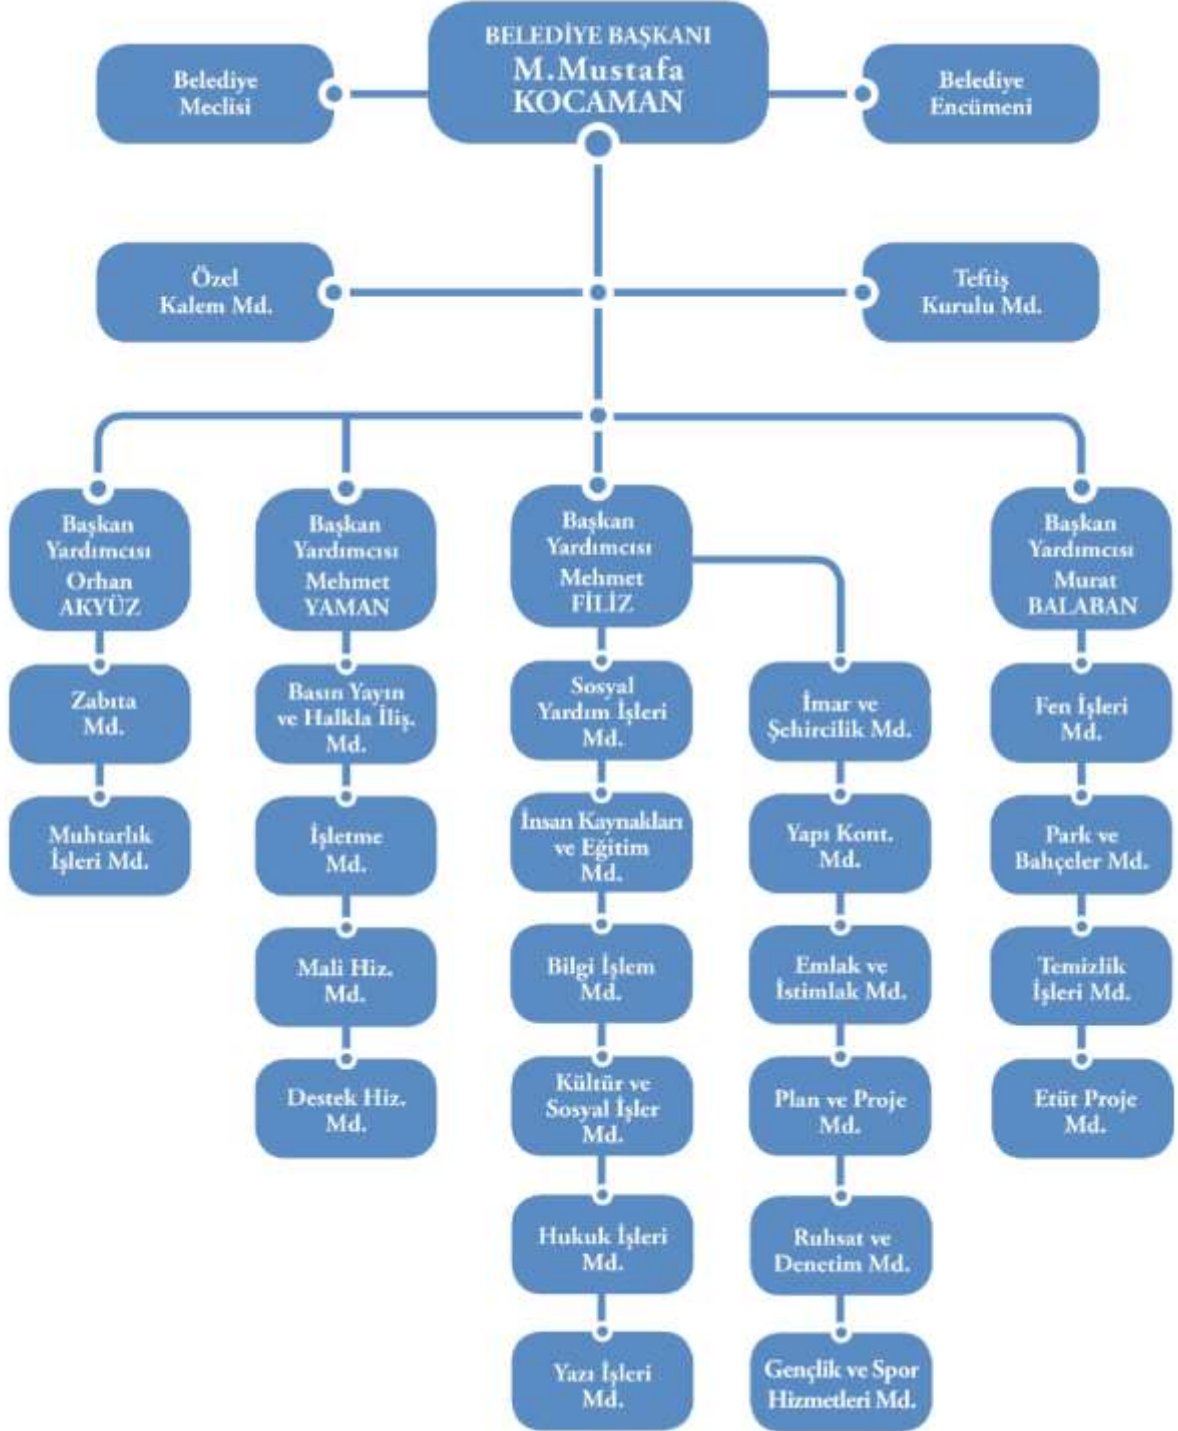 BELEDİYE BAŞKANI
M.Mustafa
KOCAMAN
Belediye
Meclisi
Belediye
Encümeni
Özel
Kalem Md.
Teftiş
Kurulu Md.
Başkan
Yardımcısı
Orhan
AKYÜZ
Zabıta
Md.
Muhtarlık
İşleri Md.
Başkan
Yardımcısı
Mehmet
YAMAN
Basın Yayın
ve Halkla İliş.
Md.
İşletme
Md.
Mali Hiz.
Md.
Destek Hiz.
Md.
Başkan
Yardımcısı
Mehmet
FİLİZ
Sosyal
Yardım İşleri
Md.
İnsan Kaynakları
ve Eğitim
Md.
Bilgi İşlem
Md.
Kültür ve
Sosyal İşler
Md.
Hukuk İşleri
Md.
Yazı İşleri
Md.
İmar ve
Şehircilik Md.
Yapı Kont.
Md.
Emlak ve
İstimlak Md.
Plan ve Proje
Md.
Ruhsat ve
Denetim Md.
Gençlik ve Spor
Hizmetleri Md.
Başkan
Yardımcısı
Murat
BALABAN
Fen İşleri
Md.
Park ve
Bahçeler Md.
Temizlik
İşleri Md.
Etüt Proje
Md.